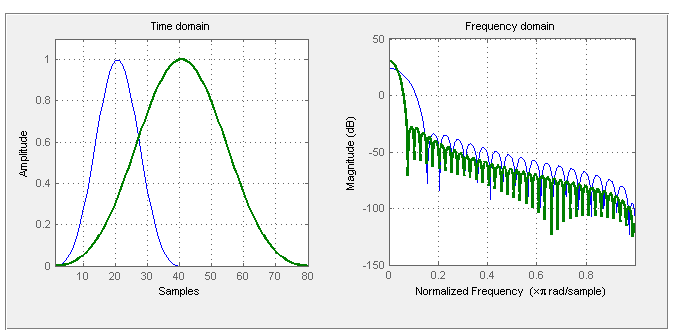 Time domain
Amplitude
1
0.8
0.6
0.4
0.2
0
10 20 30 40 50 60 70 80
Samples
Frequency domain
Magnitude (dB)
50
0
-50
-100
-150
0 0.2 0.4 0.6 0.8
Normalized Frequency (×π rad/sample)